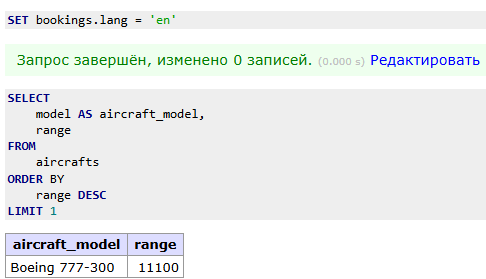 SET bookings.lang = 'en'
Запрос завершён, изменено 0 записей. (0.000 s) Редактировать
SELECT
model AS aircraft_model,
range
FROM
aircrafts
ORDER BY
range DESC
LIMIT 1
aircraft_model range
Boeing 777-300 11100